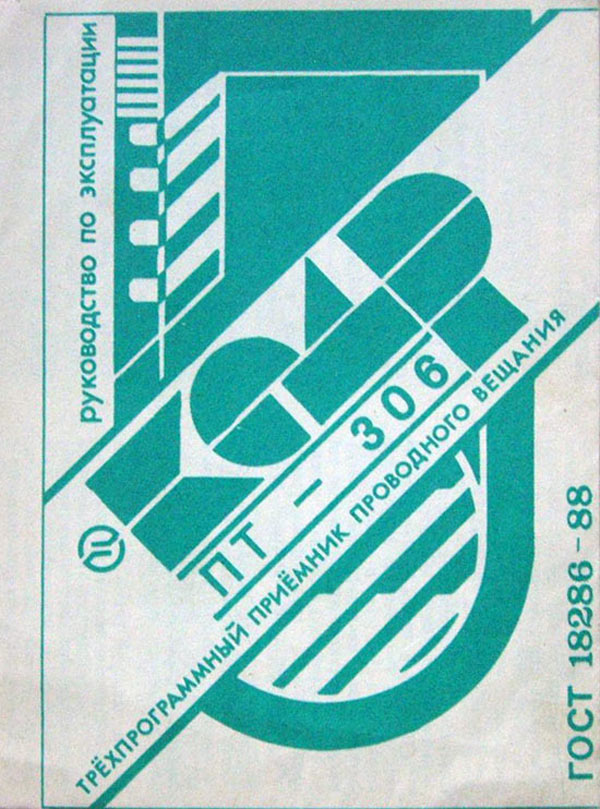 РУКОВОДСТВО ПО ЭКСПЛУАТАЦИИ
ПТ – 306
ТРЁХПРОГРАММНЫЙ ПРИЁМНИК ПРОВОДНОГО ВЕЩАНИЯ
ГОСТ 18286-88